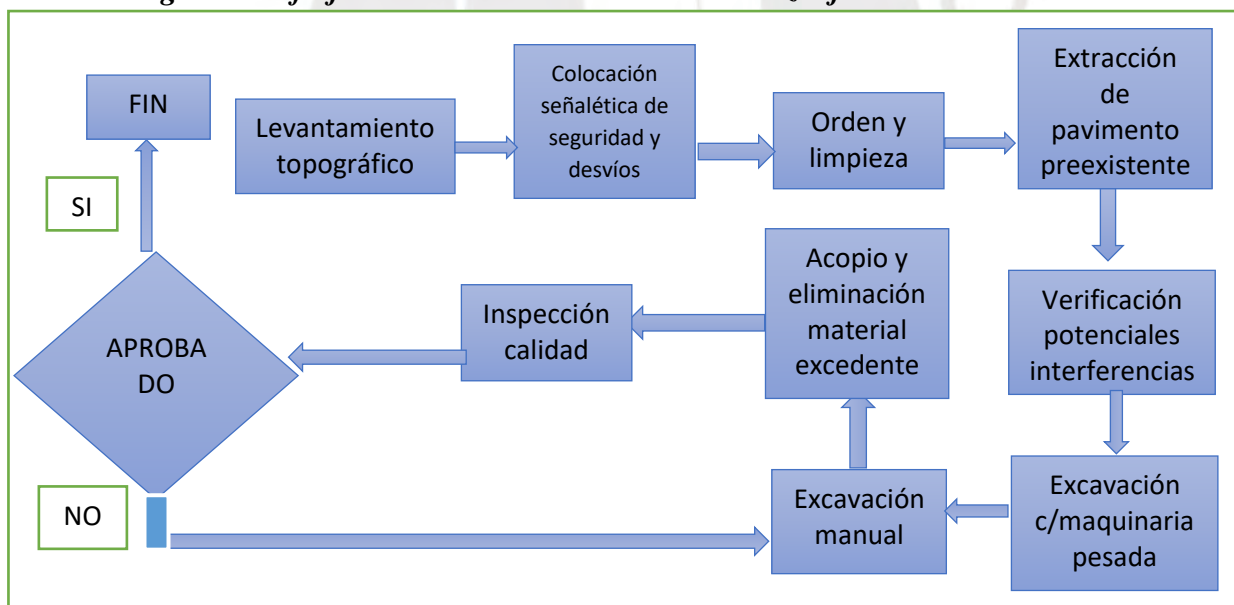 FIN
Levantamiento
topográfico
Colocación
señalética de
seguridad y
desvíos
Orden y
limpieza
Extracción
de
pavimento
preexistente
SI
APROBA
DO
Inspección
calidad
Acopio y
eliminación
material
excedente
Verificación
potenciales
interferencias
NO
Excavación
manual
Excavación
c/maquinaria
pesada